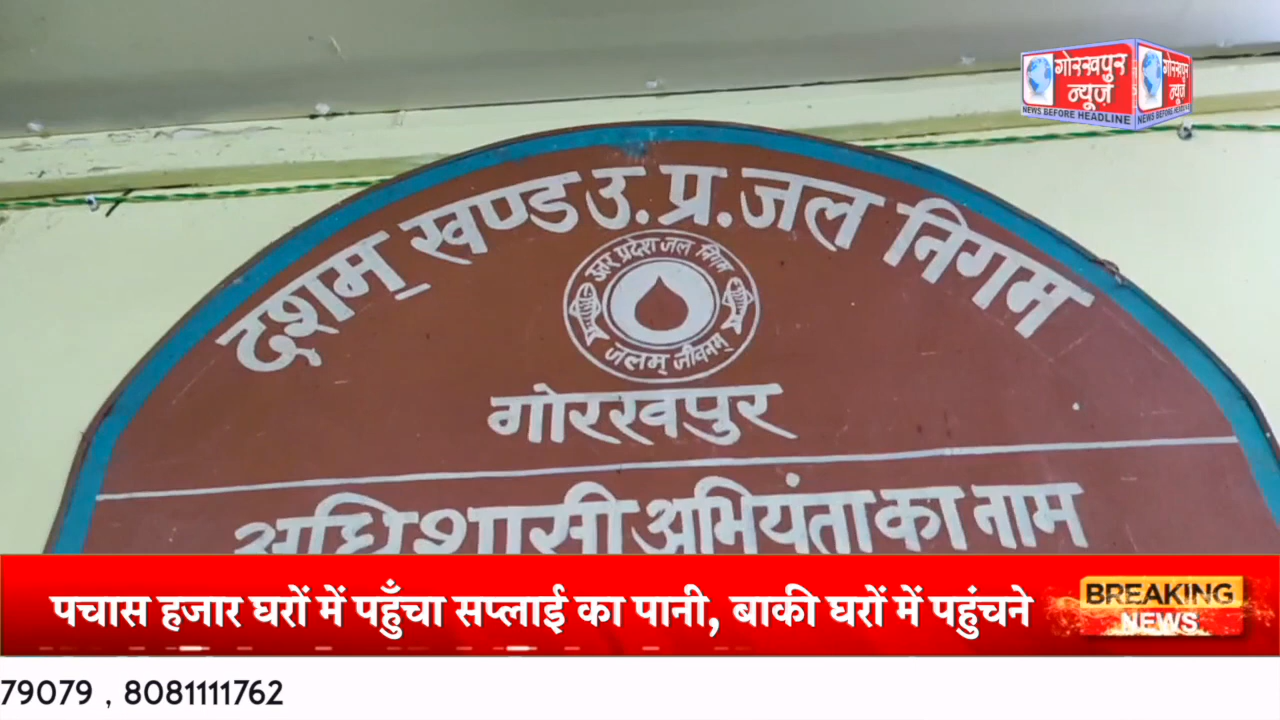 गोरखपुर
न्यूज़
NEWS BEFORE HEADLINE
गोरखपुर
न्यूज़
दशम् खण्ड उ. प्र. जल निगम
उत्तर प्रदेश जल निगम
जलम् जीवनम्
गोरखपुर
अधिशासी अभियंता का नाम
पचास हजार घरों में पहुँचा सप्लाई का पानी, बाकी घरों में पहुंचने
BREAKING
NEWS
79079 , 8081111762